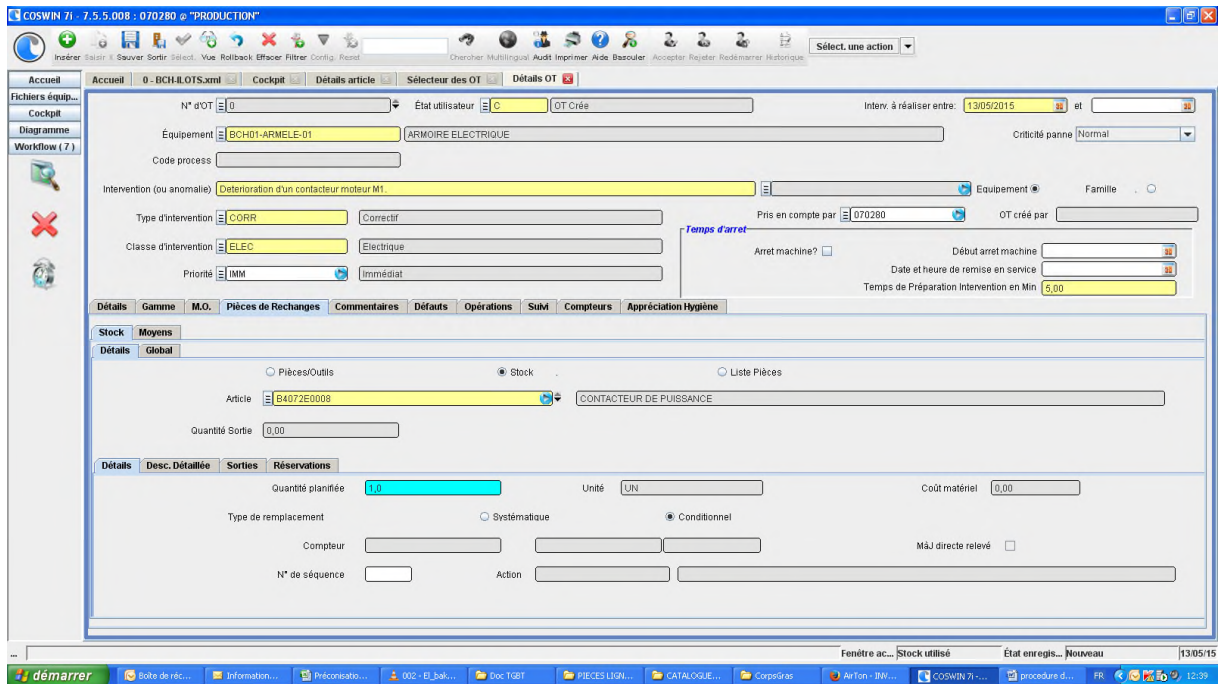 COSWIN 7i - 7.5.5.008 : 070280 @ "PRODUCTION"
Insérer Saisir Sauver Sortir Sélect. Vue Rollback Effacer Filtrer Config. Reset Chercher Multilingual Audit Imprimer Aide Basculer Accepter Rejeter Redémarrer Historique Sélect. une action
Accueil Accueil 0 - BCH-ILOTS.xml Cockpit Détails article Sélecteur des OT Détails OT
Fichiers équip...
Cockpit
Diagramme
Workflow ( 7 )
N° d'OT 0 État utilisateur C OT Crée Interv. à réaliser entre: 13/05/2015 et
Équipement BCH01-ARMELE-01 ARMOIRE ELECTRIQUE Criticité panne Normal
Code process
Intervention (ou anomalie) Deterioration d'un contacteur moteur M1. Equipement Famille .
Type d'intervention CORR Correctif Pris en compte par 070280 OT créé par
Temps d'arret
Classe d'intervention ELEC Electrique Arret machine? Début arret machine
Priorité IMM Immédiat Date et heure de remise en service
Temps de Préparation Intervention en Min 5,00
Détails Gamme M.O. Pièces de Rechanges Commentaires Défauts Opérations Suivi Compteurs Appréciation Hygiène
Stock Moyens
Détails Global
Pièces/Outils Stock . Liste Pièces
Article B4072E0008 CONTACTEUR DE PUISSANCE
Quantité Sortie 0,00
Détails Desc. Détaillée Sorties Réservations
Quantité planifiée 1,0 Unité UN Coût matériel 0,00
Type de remplacement Systématique Conditionnel
Compteur MàJ directe relevé
N° de séquence Action
... Fenêtre ac... Stock utilisé État enregis... Nouveau 13/05/15
démarrer Boîte de réc... Information... Préconisatio... 002 - El_bak... Doc TGBT PIECES LIGN... CATALOGUE... CorpsGras AirTon - INV... COSWIN 7i -... procedure d... FR 12:39